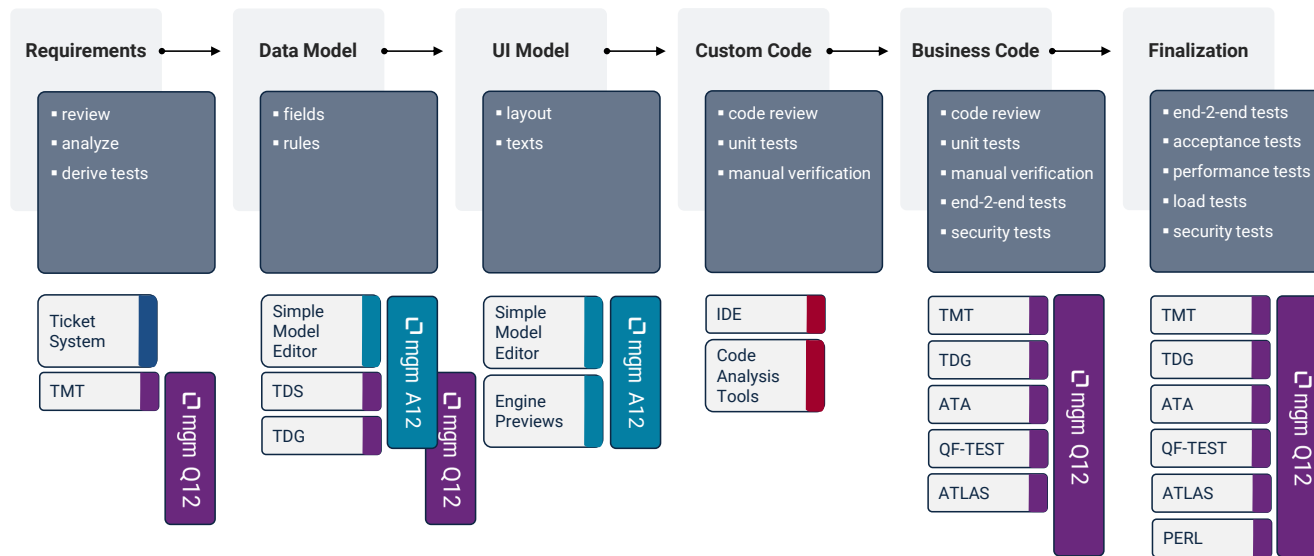 Requirements
Data Model
UI Model
Custom Code
Business Code
Finalization
▪ review
▪ analyze
▪ derive tests
▪ fields
▪ rules
▪ layout
▪ texts
▪ code review
▪ unit tests
▪ manual verification
▪ code review
▪ unit tests
▪ manual verification
▪ end-2-end tests
▪ security tests
▪ end-2-end tests
▪ acceptance tests
▪ performance tests
▪ load tests
▪ security tests
Ticket
System
TMT
mgm Q12
Simple
Model
Editor
TDS
TDG
mgm A12
mgm Q12
Simple
Model
Editor
Engine
Previews
mgm A12
IDE
Code
Analysis
Tools
TMT
TDG
ATA
QF-TEST
ATLAS
mgm Q12
TMT
TDG
ATA
QF-TEST
ATLAS
PERL
mgm Q12